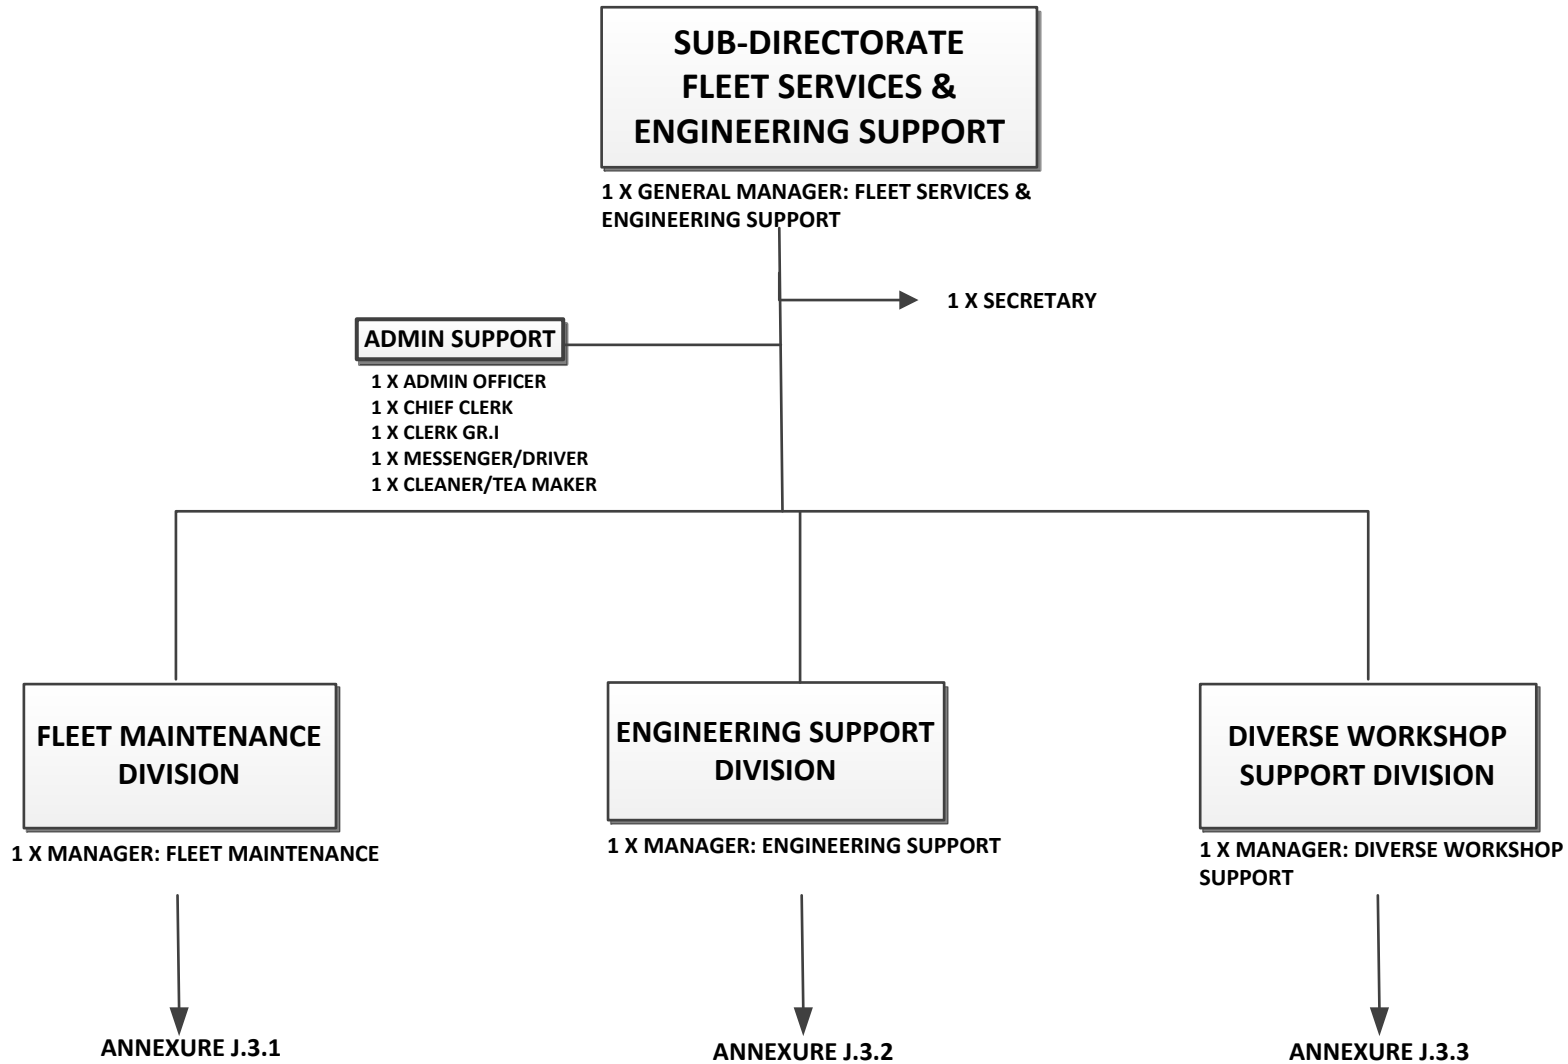 SUB-DIRECTORATE
FLEET SERVICES &
ENGINEERING SUPPORT
1 X GENERAL MANAGER: FLEET SERVICES &
ENGINEERING SUPPORT
1 X SECRETARY
ADMIN SUPPORT
1 X ADMIN OFFICER
1 X CHIEF CLERK
1 X CLERK GR.I
1 X MESSENGER/DRIVER
1 X CLEANER/TEA MAKER
FLEET MAINTENANCE
DIVISION
1 X MANAGER: FLEET MAINTENANCE
ANNEXURE J.3.1
ENGINEERING SUPPORT
DIVISION
1 X MANAGER: ENGINEERING SUPPORT
ANNEXURE J.3.2
DIVERSE WORKSHOP
SUPPORT DIVISION
1 X MANAGER: DIVERSE WORKSHOP
SUPPORT
ANNEXURE J.3.3